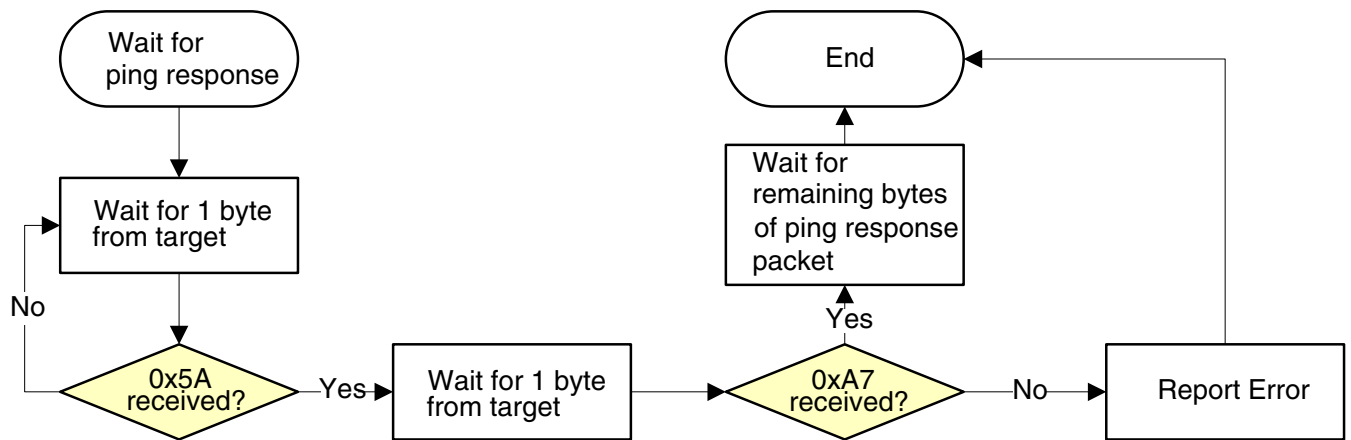 Wait for
ping response
End
Wait for
remaining bytes
of ping response
packet
Wait for 1 byte
from target
No
Yes
0x5A
received?
Yes
Wait for 1 byte
from target
0xA7
received?
No
Report Error